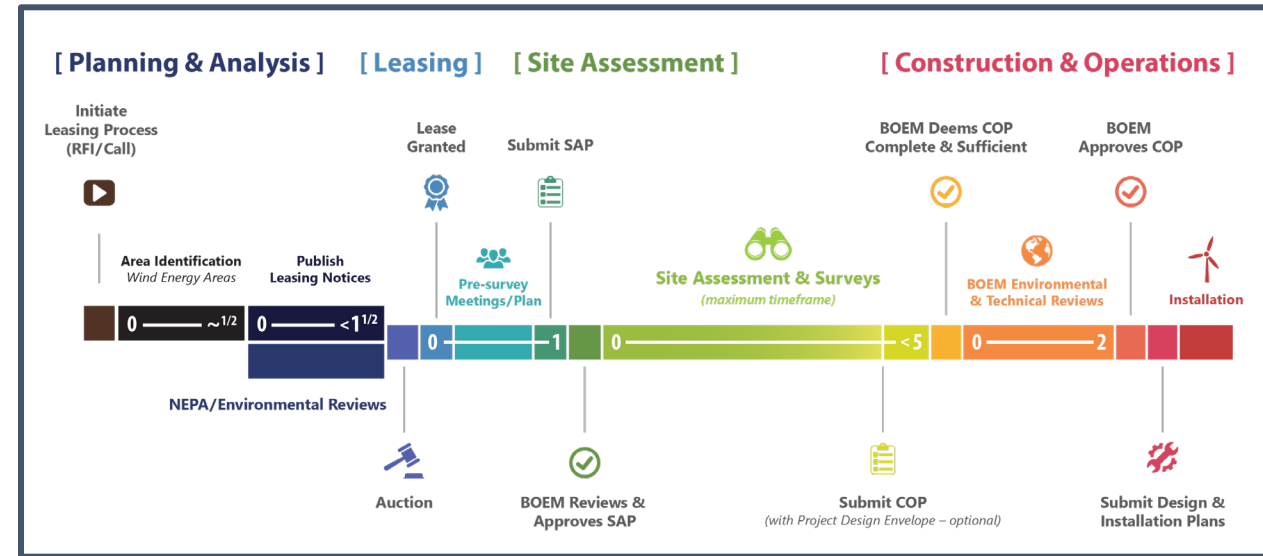 [ Planning & Analysis ]
[ Leasing ]
[ Site Assessment ]
[ Construction & Operations ]
Initiate
Leasing Process
(RFI/Call)
Lease
Granted
Submit SAP
BOEM Deems COP
Complete & Sufficient
BOEM
Approves COP
Area Identification
Wind Energy Areas
Publish
Leasing Notices
Pre-survey
Meetings/Plan
Site Assessment & Surveys
(maximum timeframe)
BOEM Environmental
& Technical Reviews
Installation
0 ~1/2
0 <1 1/2
0 1
0 <5
0 2
NEPA/Environmental Reviews
Auction
BOEM Reviews &
Approves SAP
Submit COP
(with Project Design Envelope – optional)
Submit Design &
Installation Plans